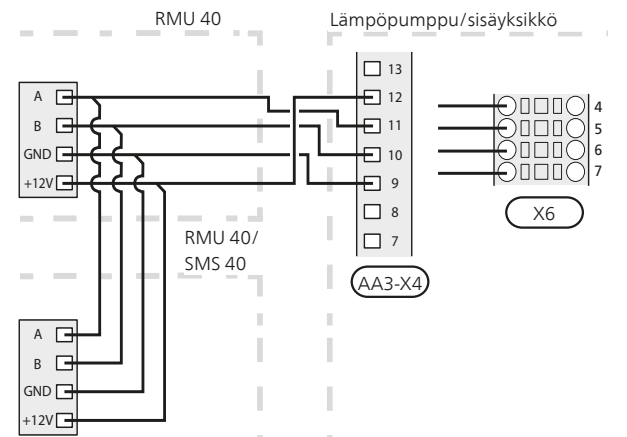 RMU 40
Lämpöpumppu/sisäyksikkö
A
B
GND
+12V
13
12
11
10
9
8
7
AA3-X4
4
5
6
7
X6
RMU 40/
SMS 40
A
B
GND
+12V